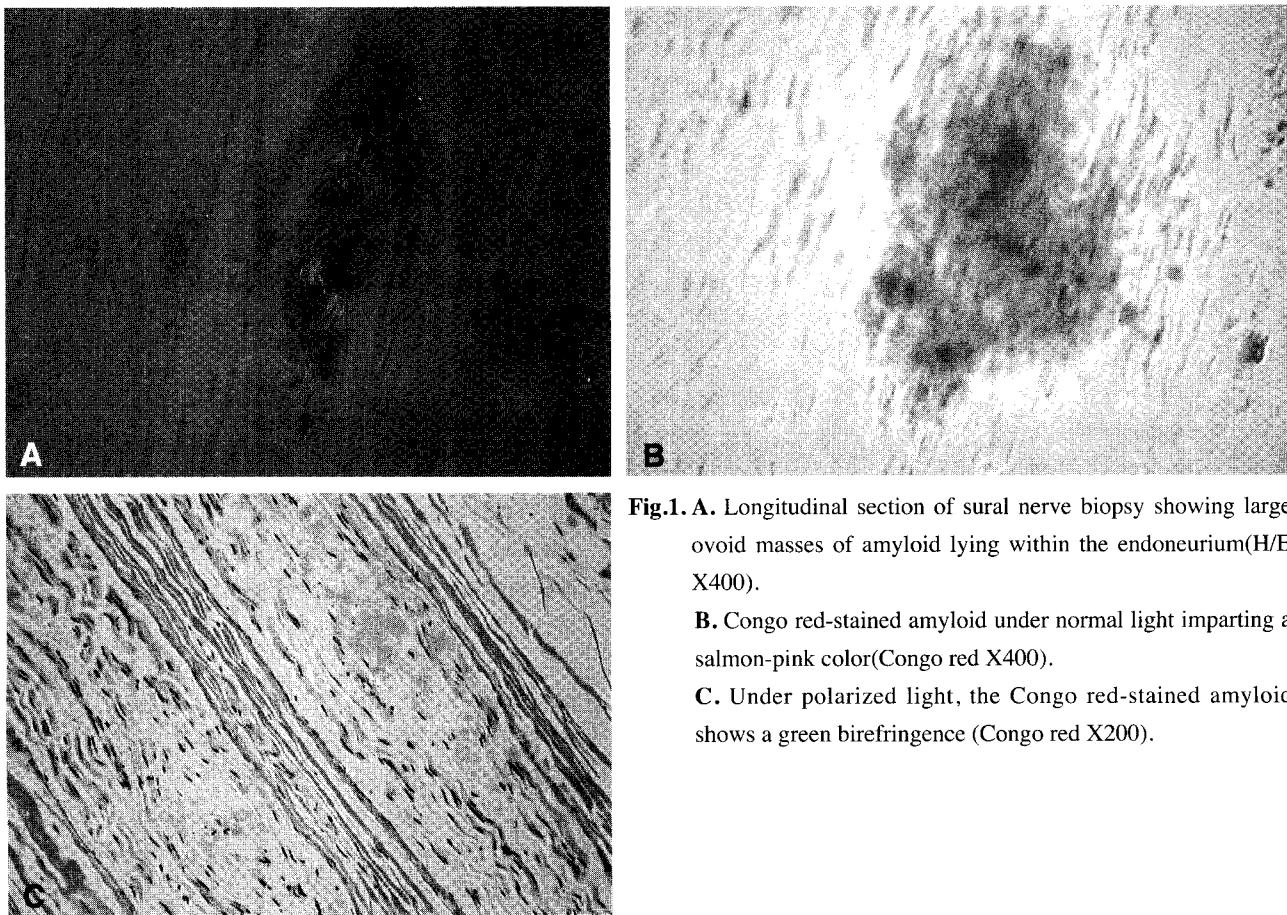 A
B
C
Fig.1. A. Longitudinal section of sural nerve biopsy showing large
ovoid masses of amyloid lying within the endoneurium(H/E
X400).
B. Congo red-stained amyloid under normal light imparting a
salmon-pink color(Congo red X400).
C. Under polarized light, the Congo red-stained amyloid
shows a green birefringence (Congo red X200).